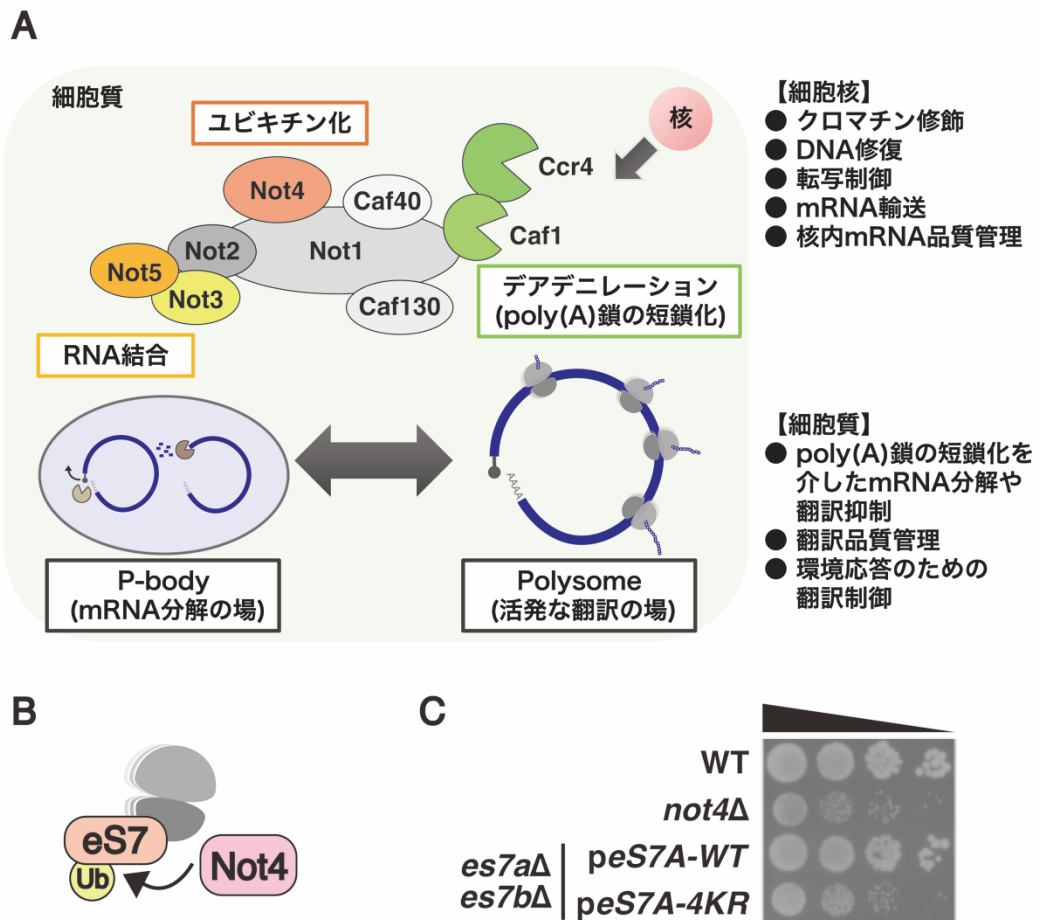 A
細胞質
ユビキチン化
核
Ccr4
Not4
Caf40
Caf1
Not2
Not1
Not5
Not3
Caf130
デアデニレーション
(poly(A)鎖の短鎖化)
RNA結合
AAAA
AAAA
AAAA
P-body
(mRNA分解の場)
Polysome
(活発な翻訳の場)
【細胞核】
● クロマチン修飾
● DNA修復
● 転写制御
● mRNA輸送
● 核内mRNA品質管理
【細胞質】
● poly(A)鎖の短鎖化を
介したmRNA分解や
翻訳抑制
● 翻訳品質管理
● 環境応答のための
翻訳制御
B
eS7
Ub
Not4
C
WT
not4Δ
es7aΔ
es7bΔ
peS7A-WT
peS7A-4KR